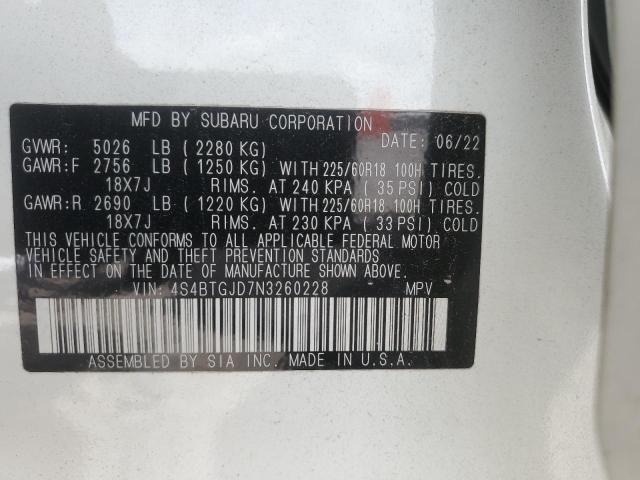 MFD BY SUBARU CORPORATION
GVWR: 5026 LB ( 2280 KG) DATE: 06/22
GAWR:F 2756 LB ( 1250 KG) WITH 225/60R18 100H TIRES.
18X7J RIMS. AT 240 KPA ( 35 PSI) COLD
GAWR:R 2690 LB ( 1220 KG) WITH 225/60R18 100H TIRES.
18X7J RIMS. AT 230 KPA ( 33 PSI) COLD
THIS VEHICLE CONFORMS TO ALL APPLICABLE FEDERAL MOTOR
VEHICLE SAFETY AND THEFT PREVENTION STANDARDS
IN EFFECT ON THE DATE OF MANUFACTURE SHOWN ABOVE.
VIN: 4S4BTGJD7N3260228 MPV
ASSEMBLED BY SIA INC. MADE IN U.S.A.